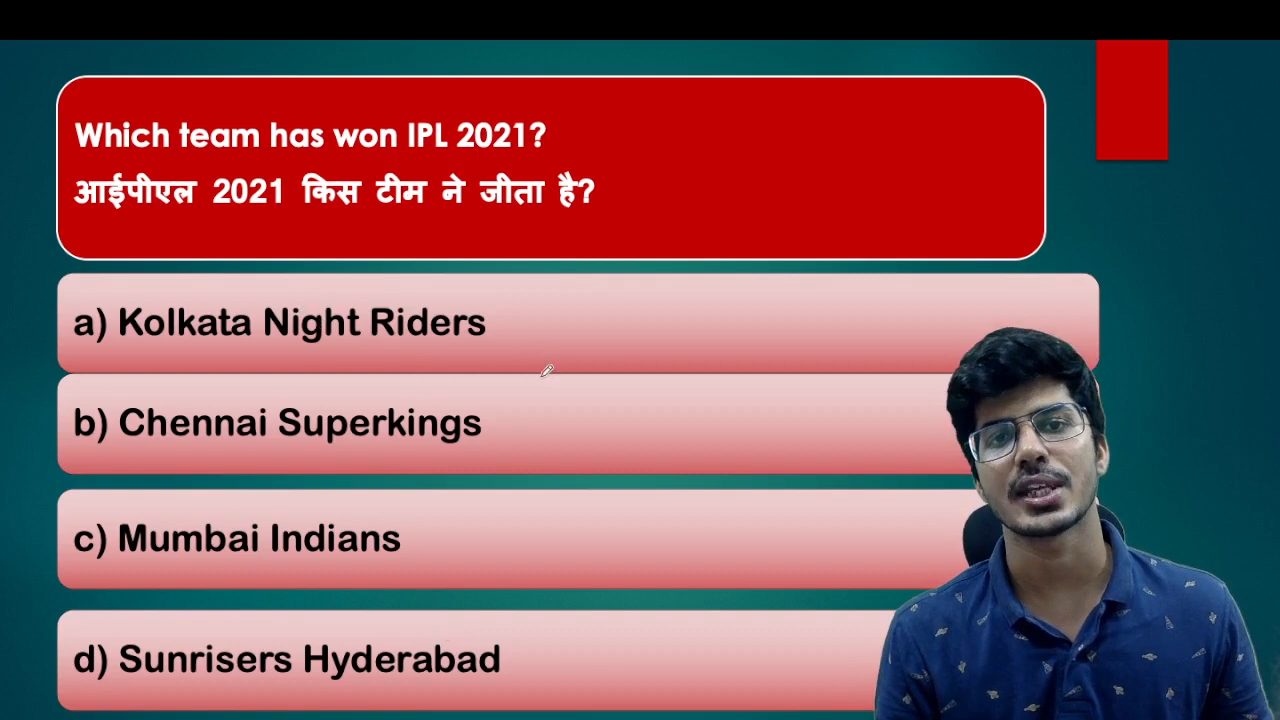 Which team has won IPL 2021?
आईपीएल 2021 किस टीम ने जीता है?
a) Kolkata Night Riders
b) Chennai Superkings
c) Mumbai Indians
d) Sunrisers Hyderabad